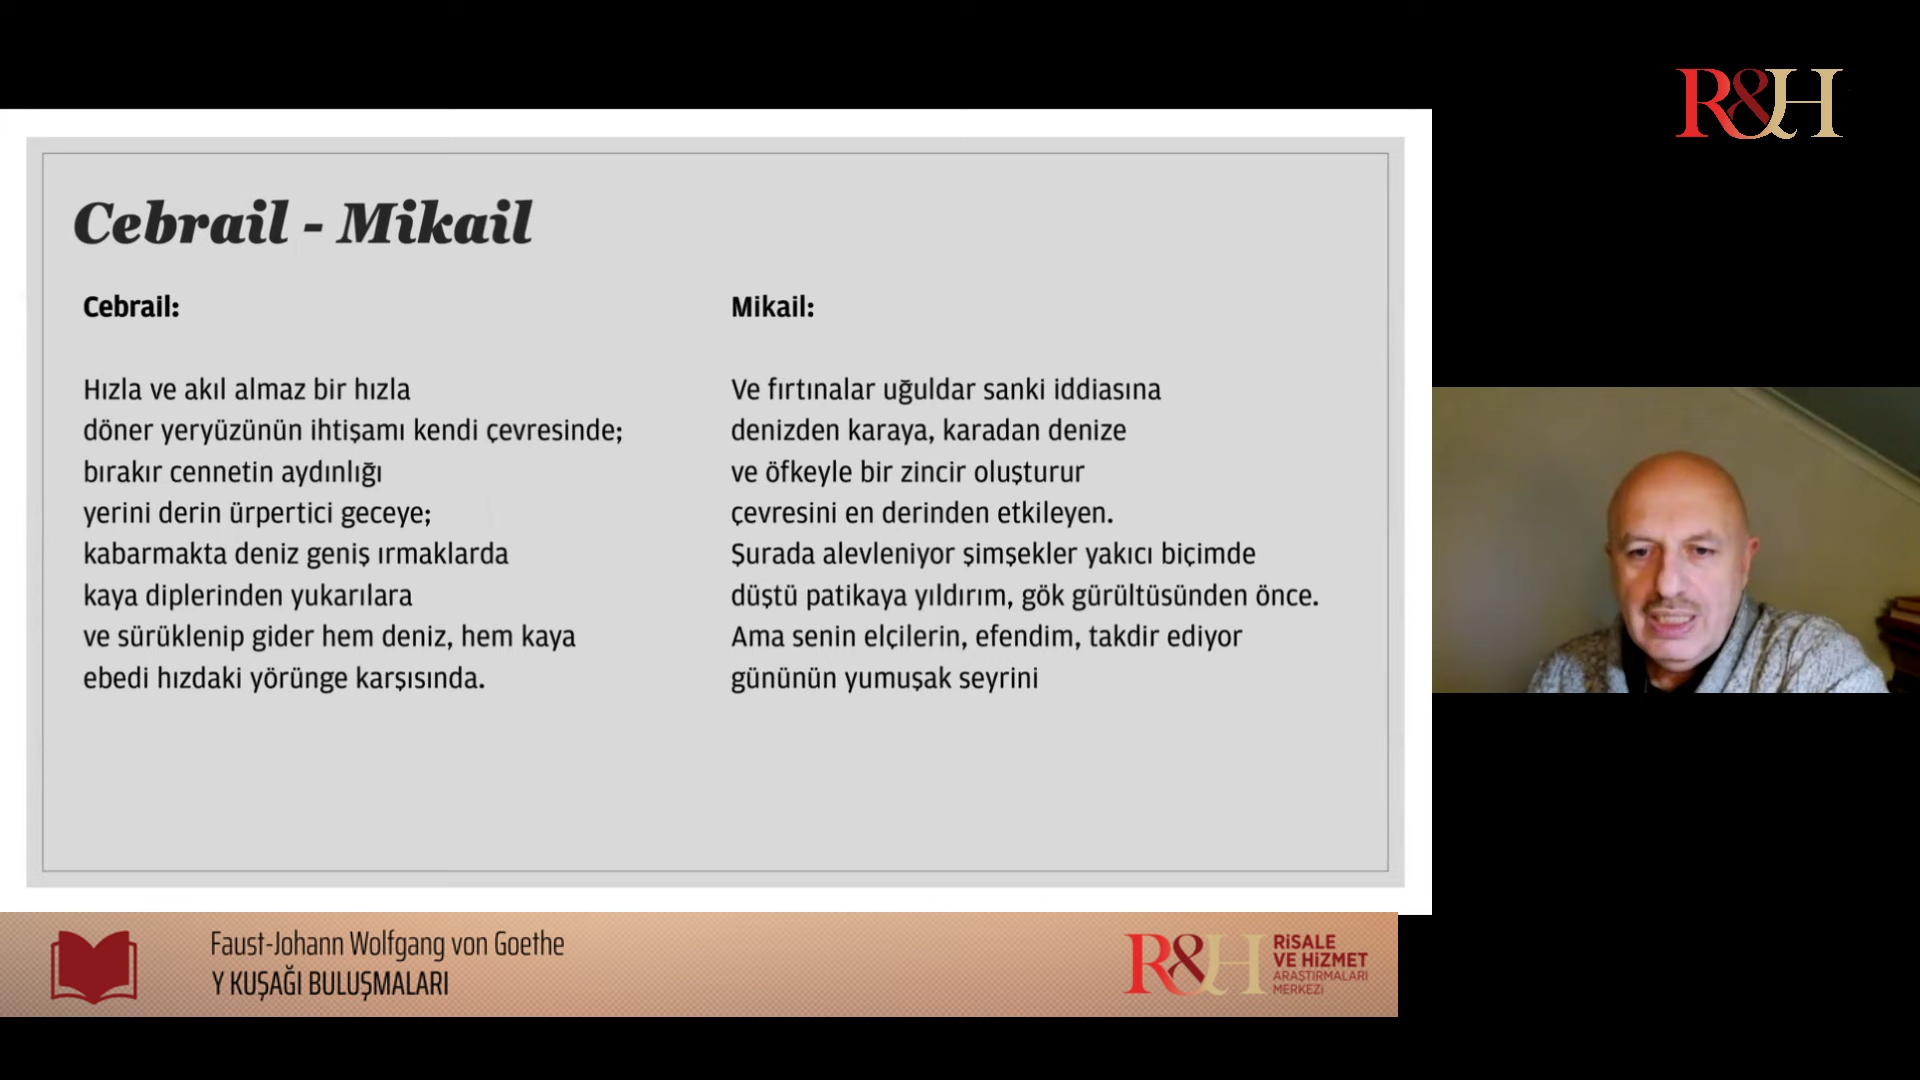 R&H
Cebrail - Mikail
Cebrail:
Hızla ve akıl almaz bir hızla
döner yeryüzünün ihtişamı kendi çevresinde;
bırakır cennetin aydınlığı
yerini derin ürpertici geceye;
kabarmakta deniz geniş ırmaklarda
kaya diplerinden yukarılara
ve sürüklenip gider hem deniz, hem kaya
ebedi hızdaki yörünge karşısında.
Mikail:
Ve fırtınalar uğuldar sanki iddiasına
denizden karaya, karadan denize
ve öfkeyle bir zincir oluşturur
çevresini en derinden etkileyen.
Şurada alevleniyor şimşekler yakıcı biçimde
düştü patikaya yıldırım, gök gürültüsünden önce.
Ama senin elçilerin, efendim, takdir ediyor
gününün yumuşak seyrini
Faust-Johann Wolfgang von Goethe
Y KUŞAĞI BULUŞMALARI
R&H
RİSALE
VE HİZMET
ARAŞTIRMALARI
MERKEZİ